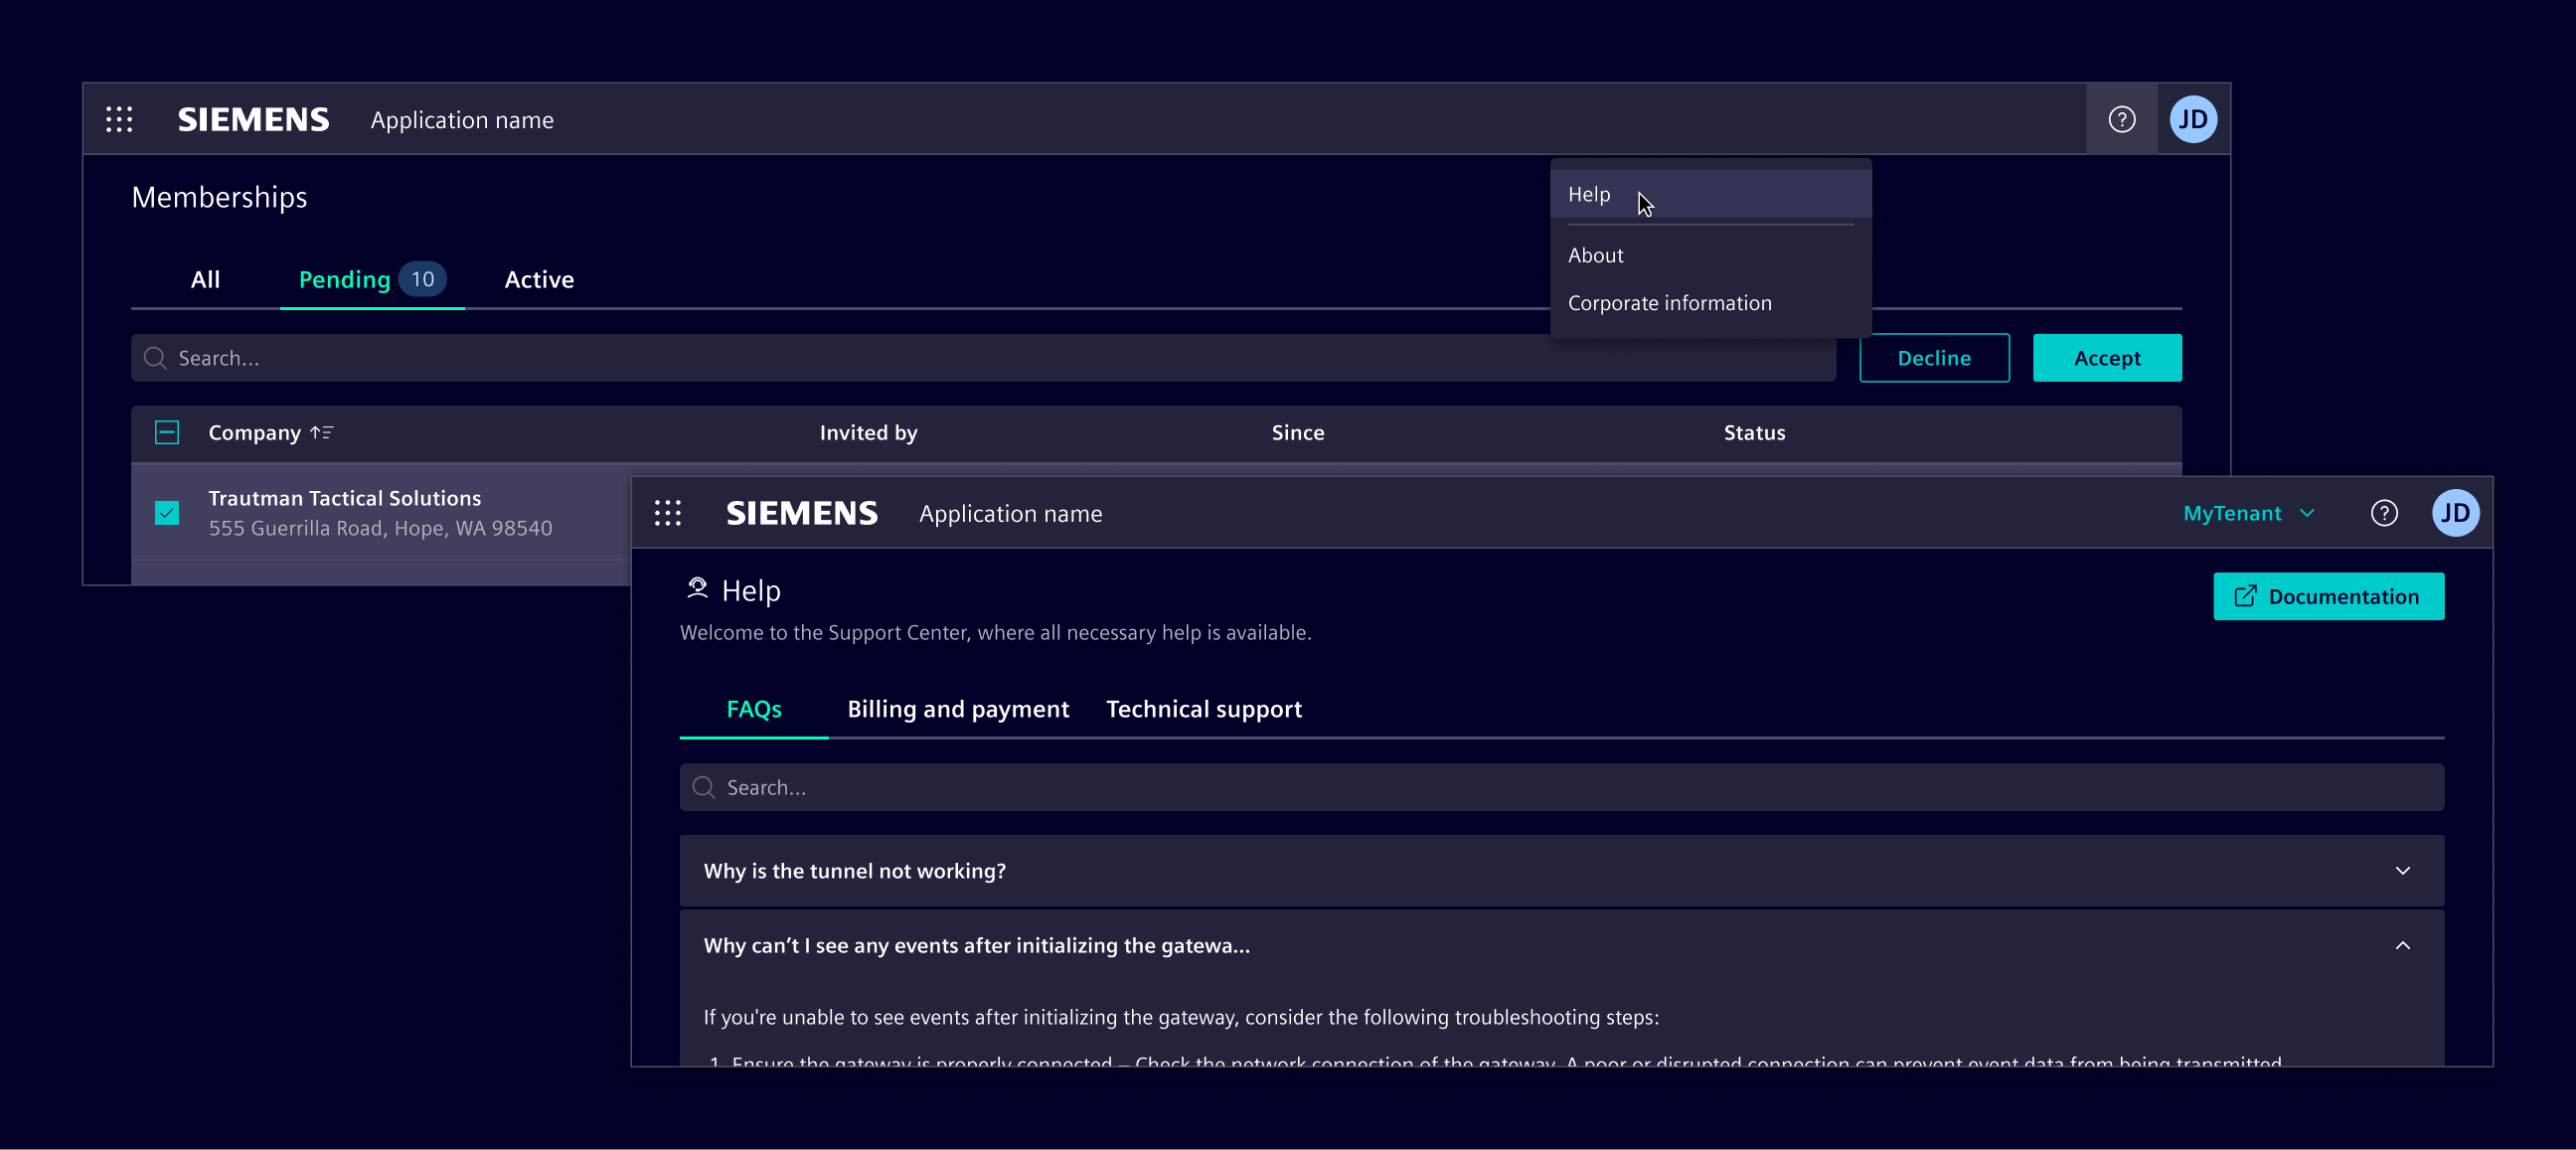 SIEMENS Application name ? JD
Memberships
Help
About
Corporate information
All Pending 10 Active
Search...
Decline Accept
Company Invited by Since Status
Trautman Tactical Solutions
555 Guerrilla Road, Hope, WA 98540
SIEMENS Application name MyTenant ? JD
Help
Documentation
Welcome to the Support Center, where all necessary help is available.
FAQs Billing and payment Technical support
Search...
Why is the tunnel not working?
Why can’t I see any events after initializing the gatewa...
If you're unable to see events after initializing the gateway, consider the following troubleshooting steps:
1. Ensure the gateway is properly connected – Check the network connection of the gateway. A poor or disrupted connection can prevent event data from being transmitted